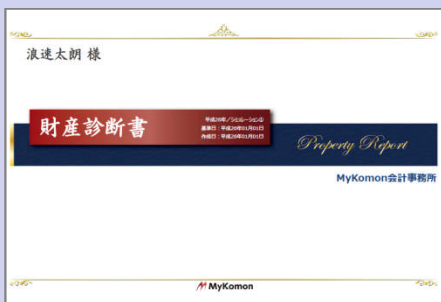 浪速太朗 様
財産診断書
平成26年/シミュレーション①
基準日：平成26年01月01日
作成日：平成26年01月01日
Property Report
MyKomon会計事務所
MyKomon